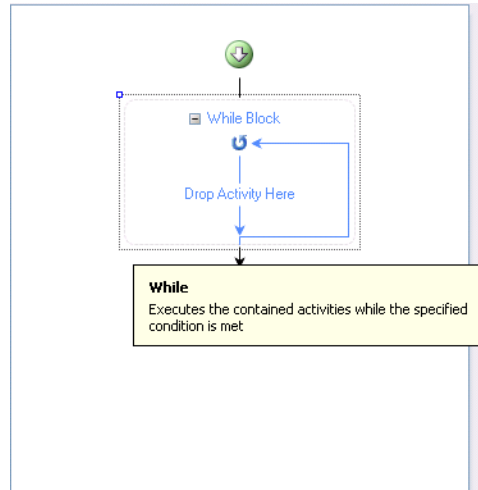 While Block
Drop Activity Here
While
Executes the contained activities while the specified
condition is met